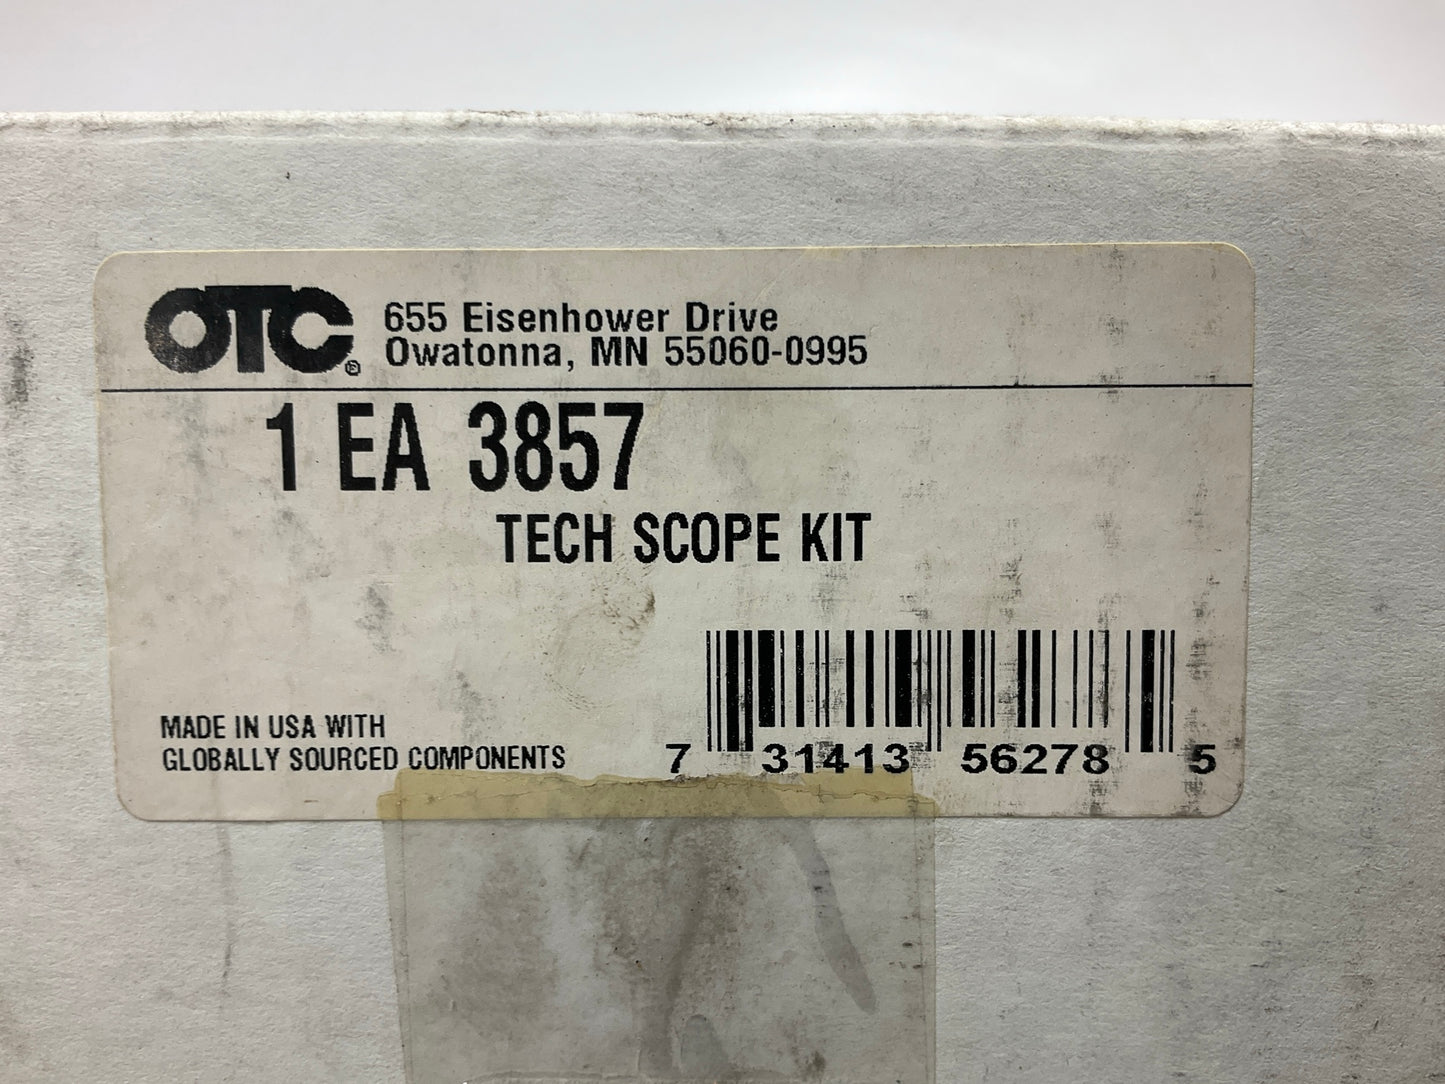 OTC® 655 Eisenhower Drive
Owatonna, MN 55060-0995
1 EA 3857
TECH SCOPE KIT
MADE IN USA WITH
GLOBALLY SOURCED COMPONENTS
7 31413 56278 5